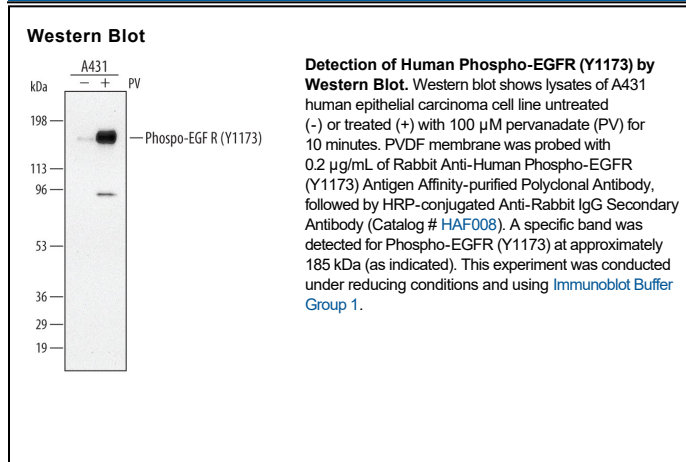 Western Blot
A431
kDa
− + PV
198
Phospo-EGF R (Y1173)
113
96
53
36
29
19
Detection of Human Phospho-EGFR (Y1173) by
Western Blot. Western blot shows lysates of A431
human epithelial carcinoma cell line untreated
(-) or treated (+) with 100 µM pervanadate (PV) for
10 minutes. PVDF membrane was probed with
0.2 µg/mL of Rabbit Anti-Human Phospho-EGFR
(Y1173) Antigen Affinity-purified Polyclonal Antibody,
followed by HRP-conjugated Anti-Rabbit IgG Secondary
Antibody (Catalog # HAF008). A specific band was
detected for Phospho-EGFR (Y1173) at approximately
185 kDa (as indicated). This experiment was conducted
under reducing conditions and using Immunoblot Buffer
Group 1.